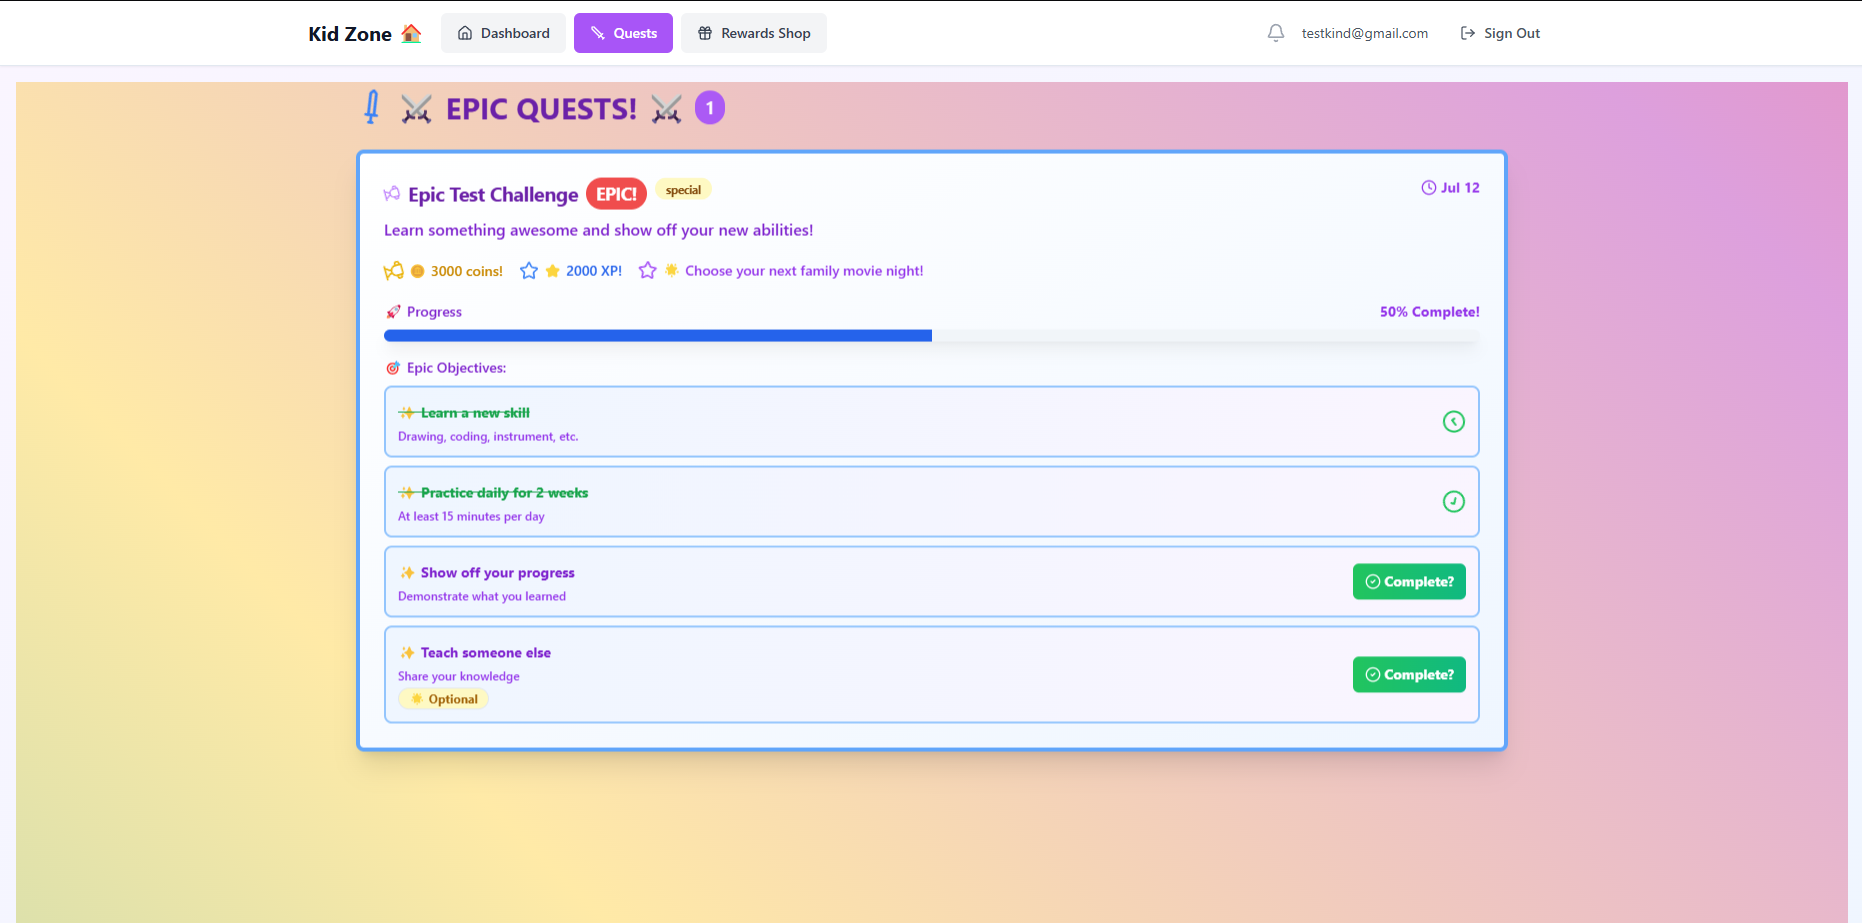 Kid Zone Dashboard Quests Rewards Shop testkind@gmail.com Sign Out
EPIC QUESTS! 1
Epic Test Challenge EPIC! special Jul 12
Learn something awesome and show off your new abilities!
3000 coins! 2000 XP! Choose your next family movie night!
Progress 50% Complete!
Epic Objectives:
Learn a new skill
Drawing, coding, instrument, etc.
Practice daily for 2 weeks
At least 15 minutes per day
Show off your progress
Demonstrate what you learned
Complete?
Teach someone else
Share your knowledge
Optional
Complete?